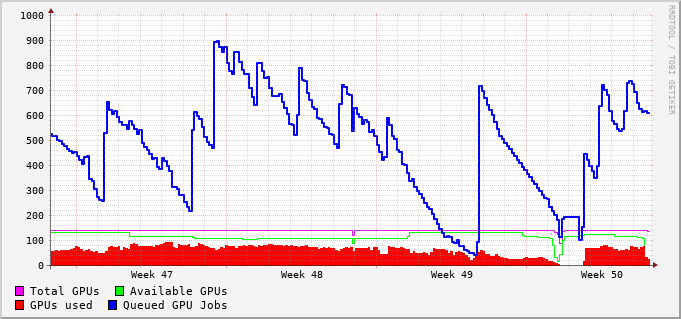 1000
900
800
700
600
500
400
300
200
100
0
Week 47 Week 48 Week 49 Week 50
Total GPUs Available GPUs
GPUs used Queued GPU Jobs
RRDTOOL / TOBI OETIKER